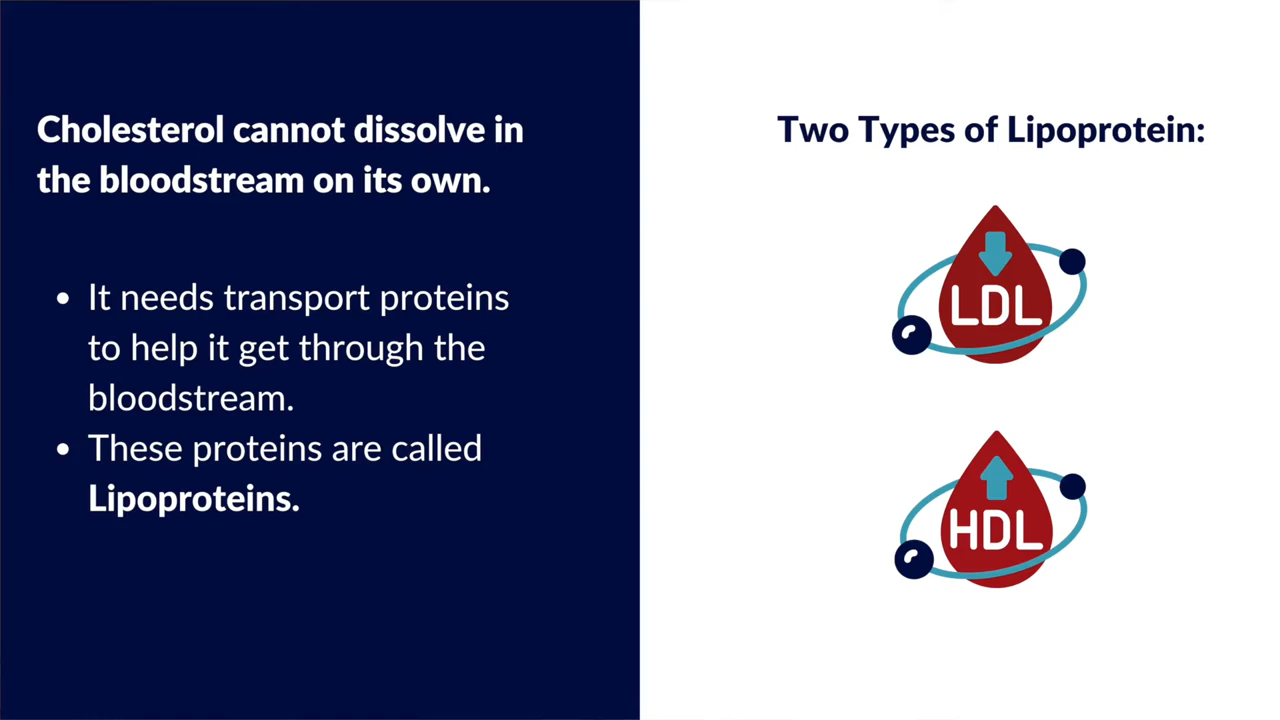 Cholesterol cannot dissolve in
the bloodstream on its own.
• It needs transport proteins
to help it get through the
bloodstream.
• These proteins are called
Lipoproteins.
Two Types of Lipoprotein:
LDL
HDL